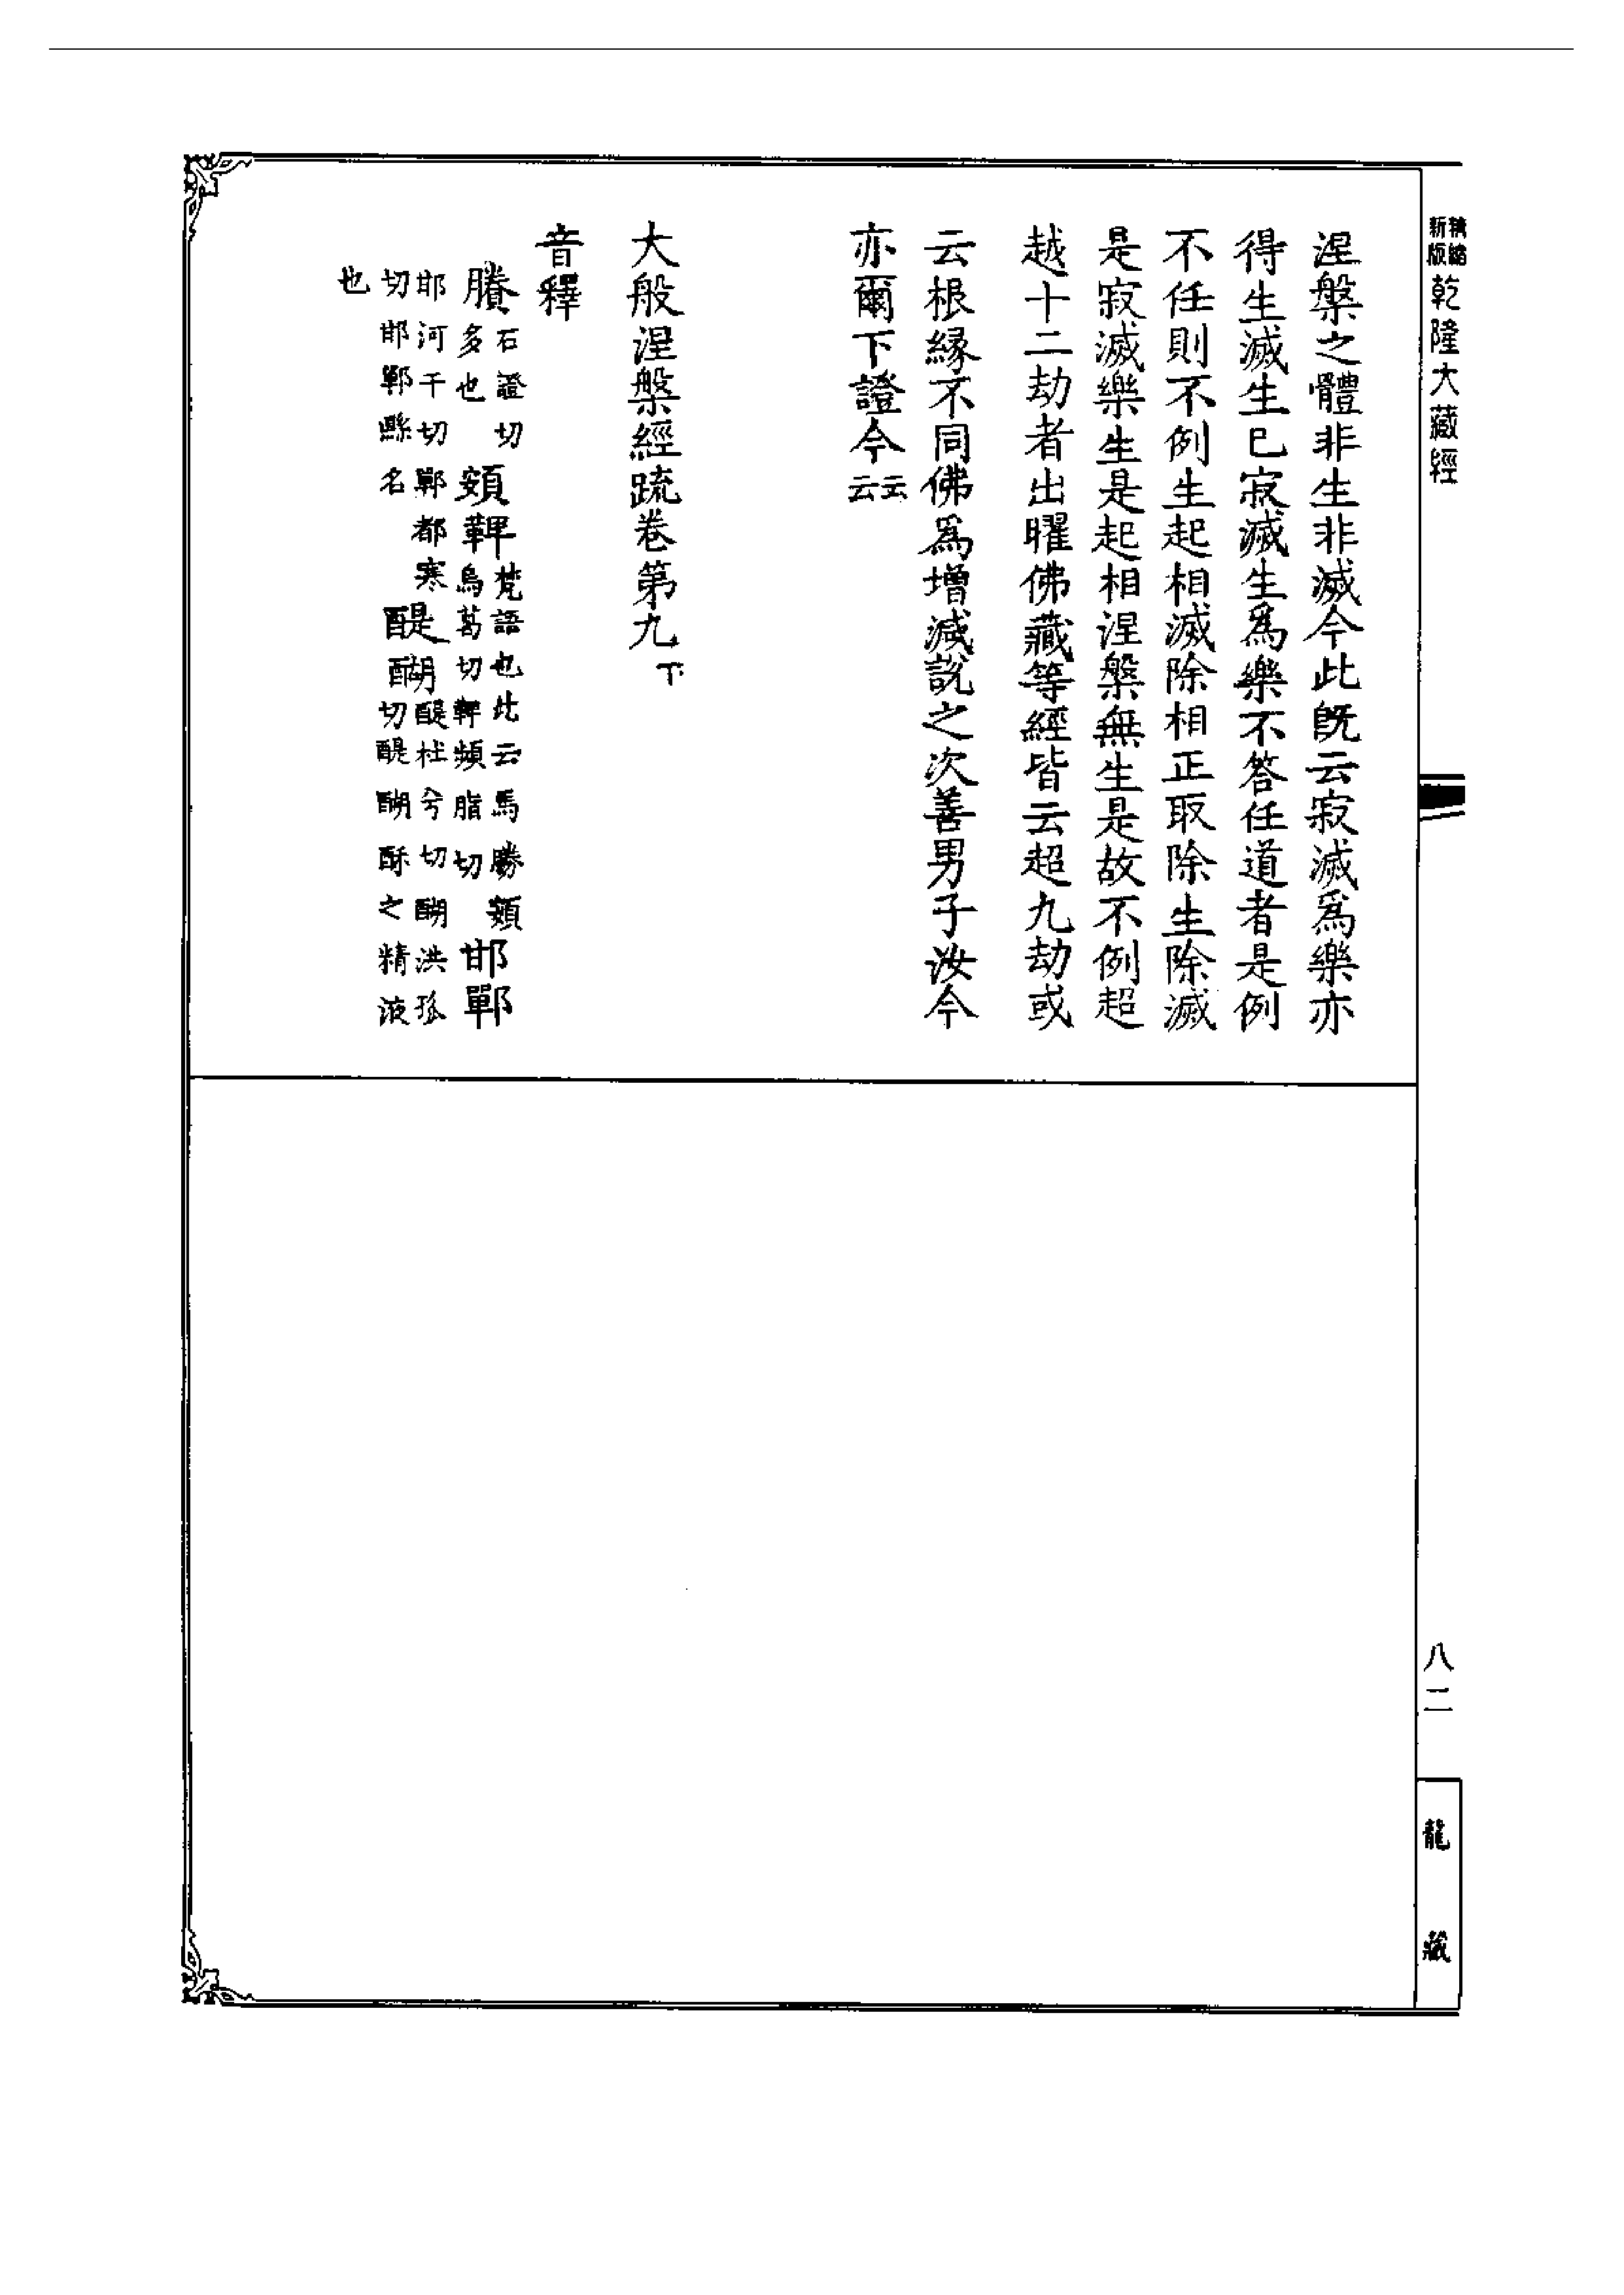 精縮
新版
乾隆大藏經
涅槃之體非生非滅今此旣云寂滅爲樂亦
得生滅生已寂滅生爲樂不答任道者是例
不任則不例生起相滅除相正取除生除滅
是寂滅樂生是起相涅槃無生是故不例超
越十二劫者出曜佛藏等經皆云超九劫或
云根緣不同佛爲增減說之次善男子汝今
亦爾下證今云云
大般涅槃經䟽卷第九下
音釋
賸石證切多也 頞鞞梵語也此云馬勝頞烏葛切鞞頻脂切 邯鄲
邯河干切鄲都寒切邯鄲縣名 醍醐醍杜兮切醐洪孤切醍醐酥之精液
也
八二
龍藏